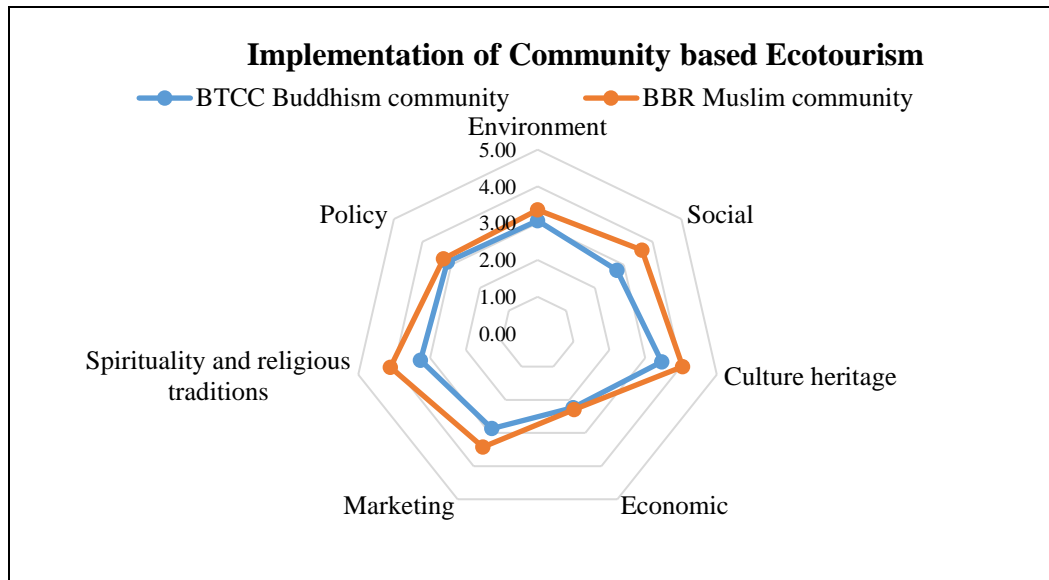 Implementation of Community based Ecotourism
BTCC Buddhism community
BBR Muslim community
Environment
5.00
4.00
3.00
2.00
1.00
0.00
Social
Culture heritage
Economic
Marketing
Spirituality and religious
traditions
Policy